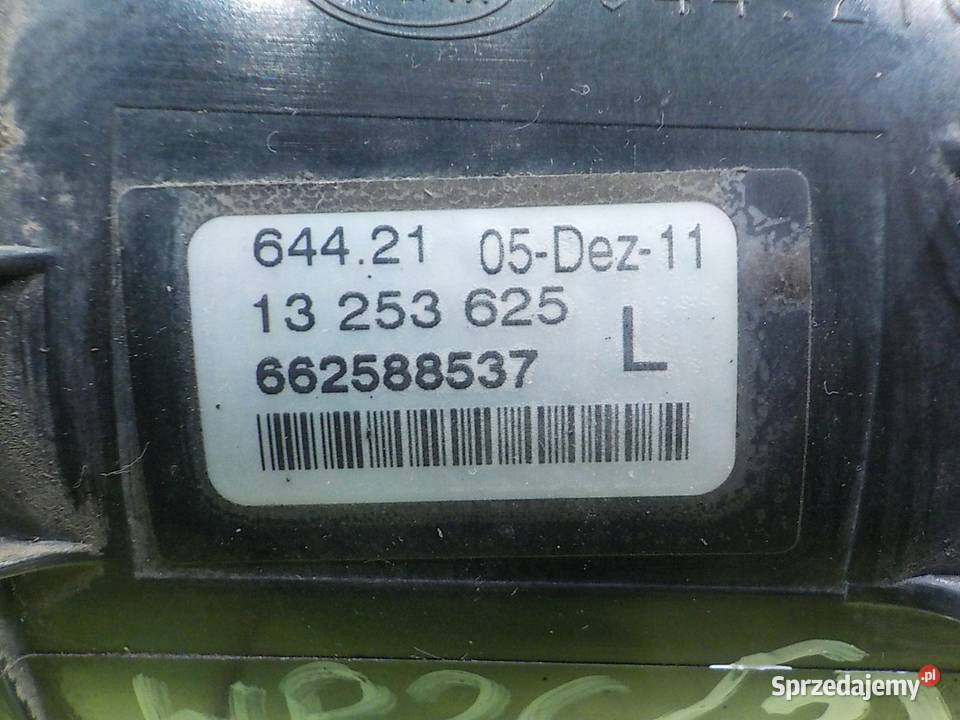 644.21 05-Dez-11
13 253 625
L
662588537
Sprzedajemy.pl